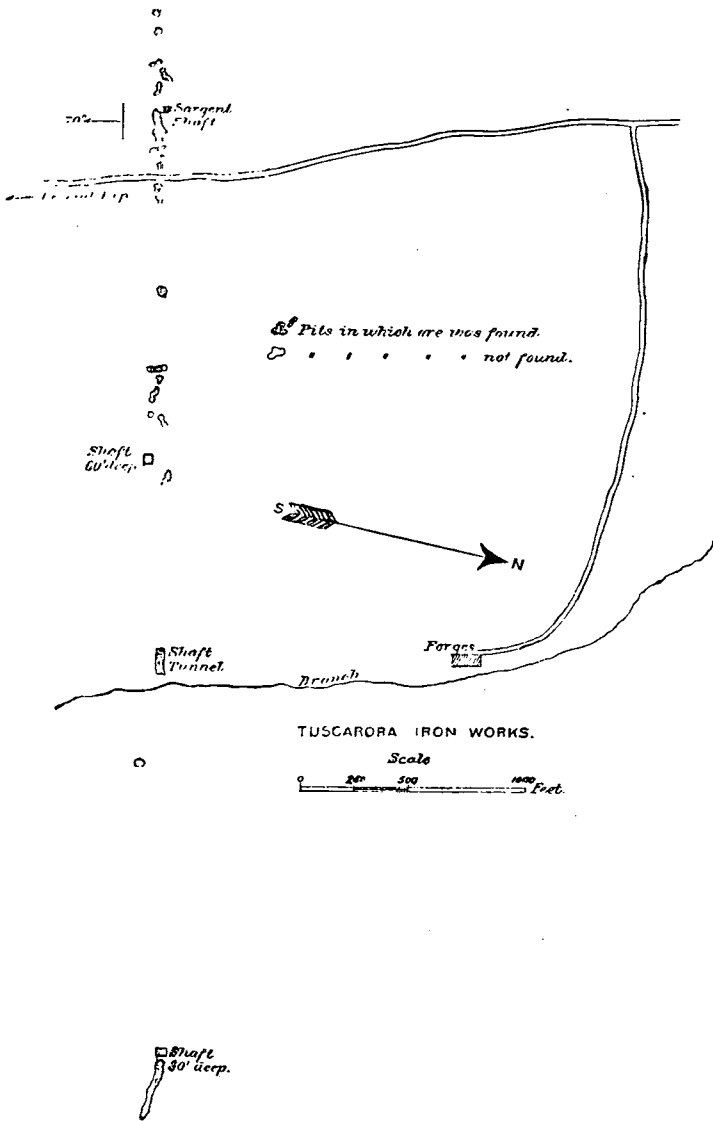 Sargent
Shaft
Pits in which ore was found.
" " " " " not found.
Shaft
60' deep.
S
N
Shaft
Tunnel
Forges
Branch
TUSCARORA IRON WORKS.
Scale
0 250 500 1000
Feet.
Shaft
30' deep.